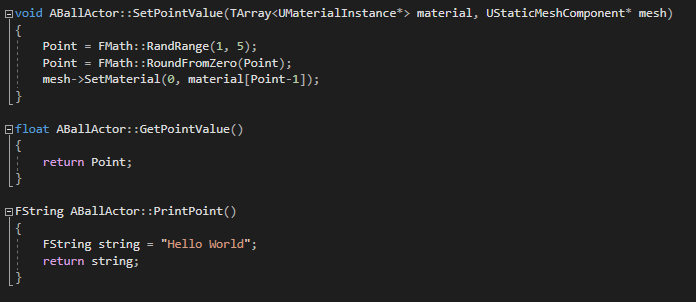 void ABallActor::SetPointValue(TArray<UMaterialInstance*> material, UStaticMeshComponent* mesh)
{
    Point = FMath::RandRange(1, 5);
    Point = FMath::RoundFromZero(Point);
    mesh->SetMaterial(0, material[Point-1]);
}
float ABallActor::GetPointValue()
{
    return Point;
}
FString ABallActor::PrintPoint()
{
    FString string = "Hello World";
    return string;
}